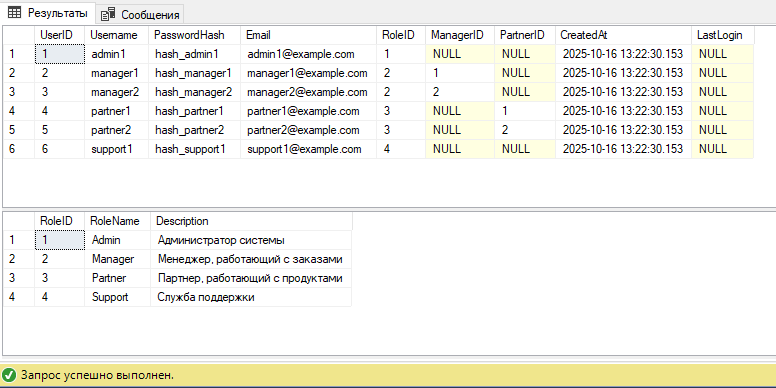 Результаты Сообщения
UserID Username PasswordHash Email RoleID ManagerID PartnerID CreatedAt LastLogin
1 1 admin1 hash_admin1 admin1@example.com 1 NULL NULL 2025-10-16 13:22:30.153 NULL
2 2 manager1 hash_manager1 manager1@example.com 2 1 NULL 2025-10-16 13:22:30.153 NULL
3 3 manager2 hash_manager2 manager2@example.com 2 2 NULL 2025-10-16 13:22:30.153 NULL
4 4 partner1 hash_partner1 partner1@example.com 3 NULL 1 2025-10-16 13:22:30.153 NULL
5 5 partner2 hash_partner2 partner2@example.com 3 NULL 2 2025-10-16 13:22:30.153 NULL
6 6 support1 hash_support1 support1@example.com 4 NULL NULL 2025-10-16 13:22:30.153 NULL
RoleID RoleName Description
1 1 Admin Администратор системы
2 2 Manager Менеджер, работающий с заказами
3 3 Partner Партнер, работающий с продуктами
4 4 Support Служба поддержки
Запрос успешно выполнен.